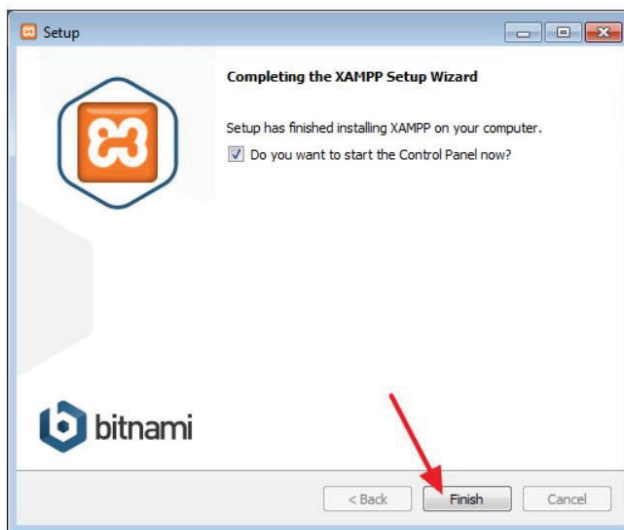 Setup
Completing the XAMPP Setup Wizard
Setup has finished installing XAMPP on your computer.
Do you want to start the Control Panel now?
bitnami
< Back
Finish
Cancel